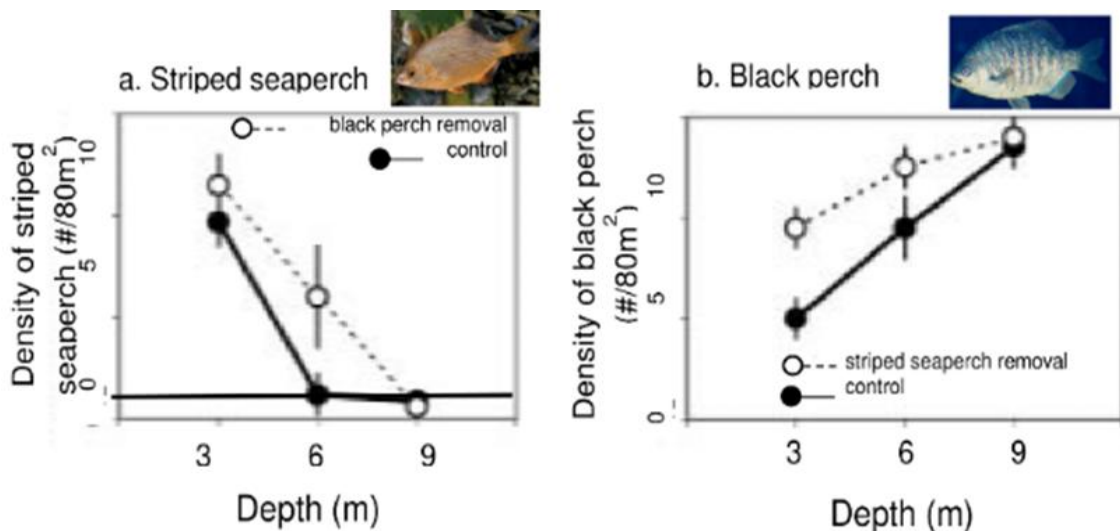 a. Striped seaperch
black perch removal
control
Density of striped
seaperch (#/80m²)
10
5
0
3 6 9
Depth (m)
b. Black perch
Density of black perch
(#/80m²)
10
5
0
striped seaperch removal
control
3 6 9
Depth (m)